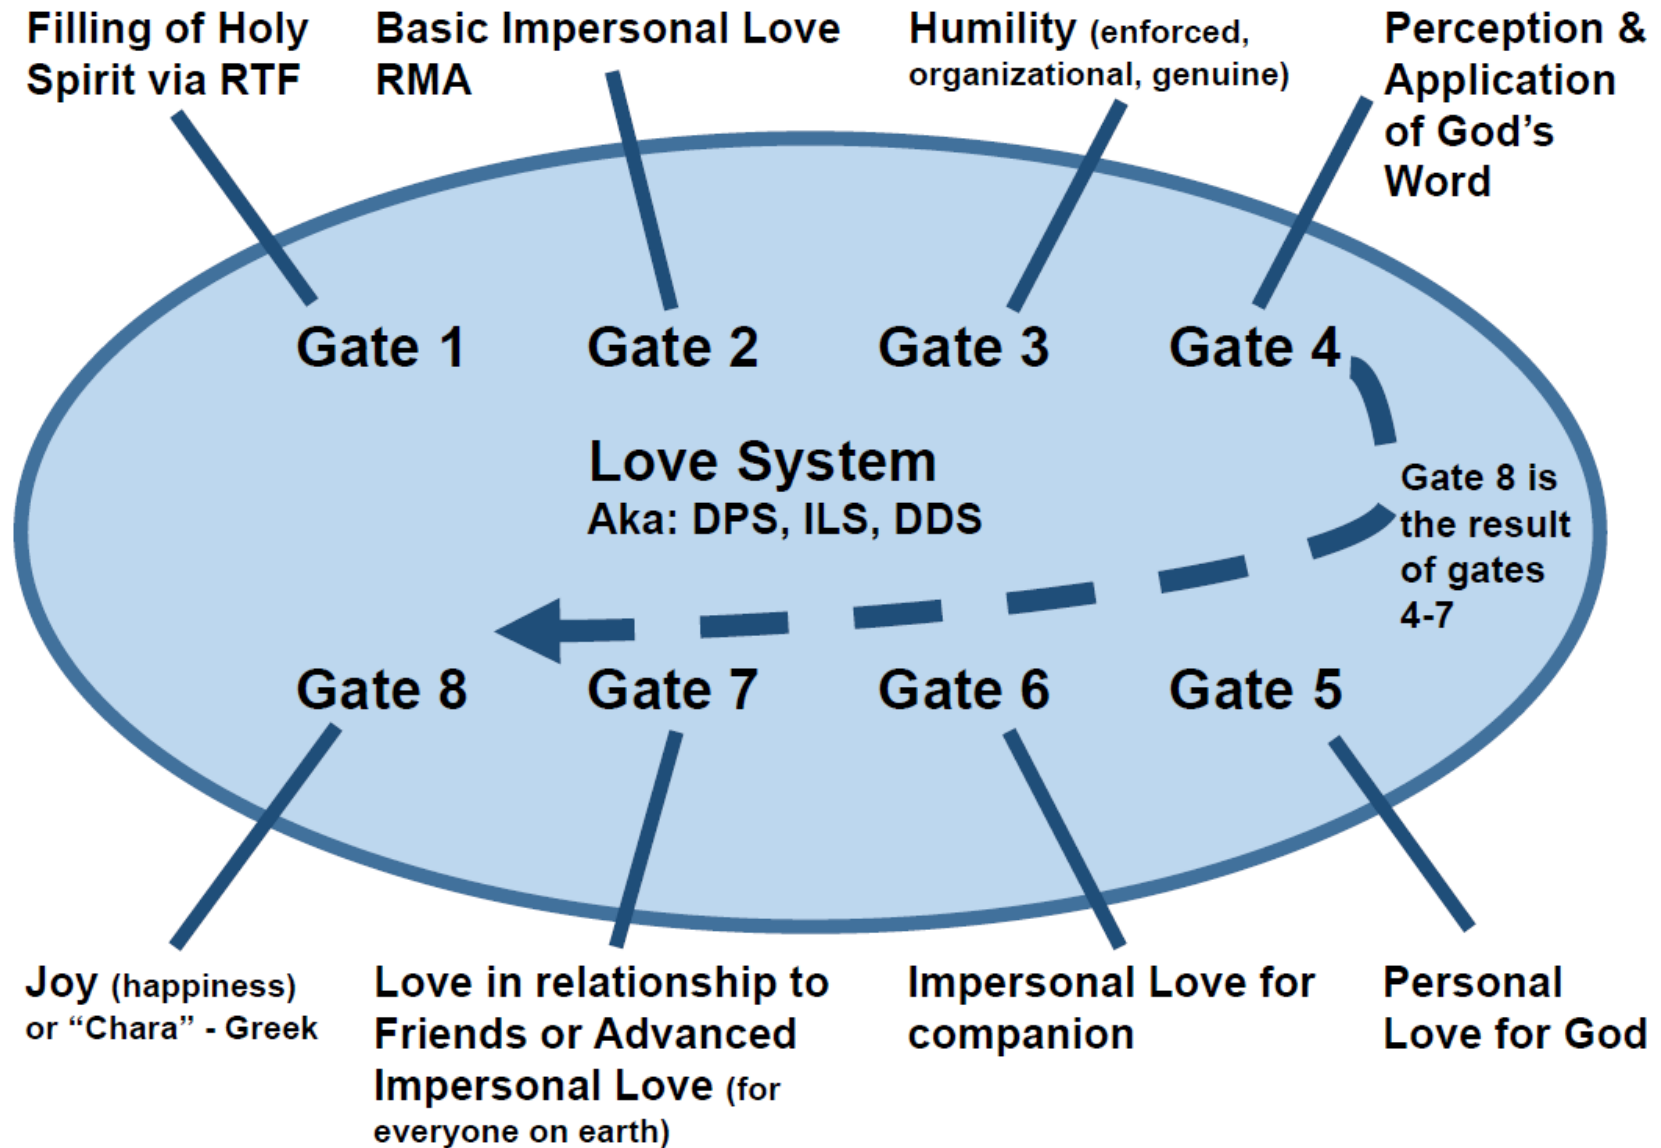 Filling of Holy
Spirit via RTF
Basic Impersonal Love
RMA
Humility (enforced,
organizational, genuine)
Perception &
Application
of God’s
Word
Gate 1
Gate 2
Gate 3
Gate 4
Love System
Aka: DPS, ILS, DDS
Gate 8 is
the result
of gates
4-7
Gate 8
Gate 7
Gate 6
Gate 5
Joy (happiness)
or “Chara” - Greek
Love in relationship to
Friends or Advanced
Impersonal Love (for
everyone on earth)
Impersonal Love for
companion
Personal
Love for God